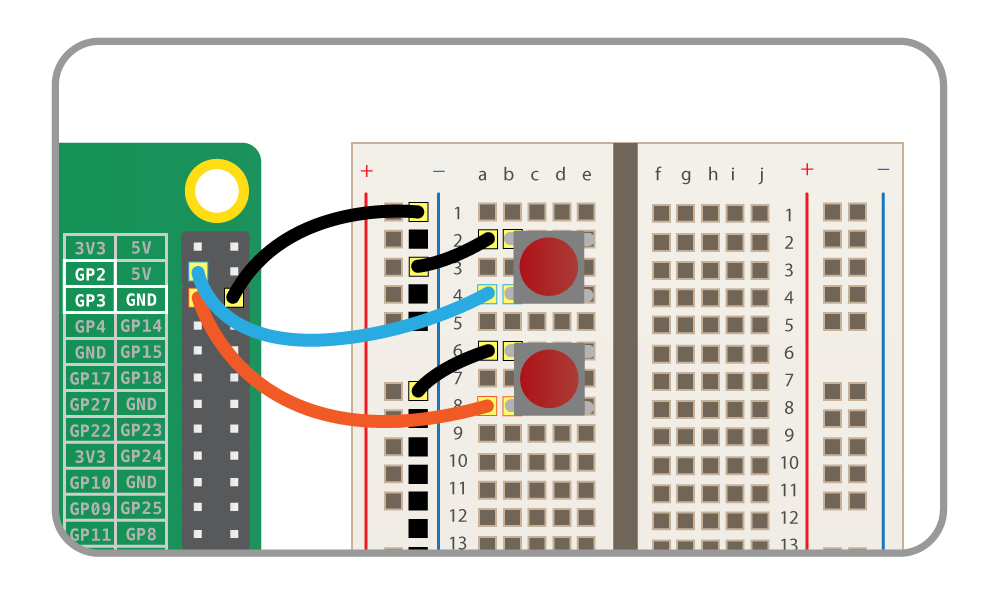 3V3 5V
GP2 5V
GP3 GND
GP4 GP14
GND GP15
GP17 GP18
GP27 GND
GP22 GP23
3V3 GP24
GP10 GND
GP09 GP25
GP11 GP8
+ −
a b c d e
1
2
3
4
5
6
7
8
9
10
11
12
13
f g h i j
+ −
1
2
3
4
5
6
7
8
9
10
11
12
13